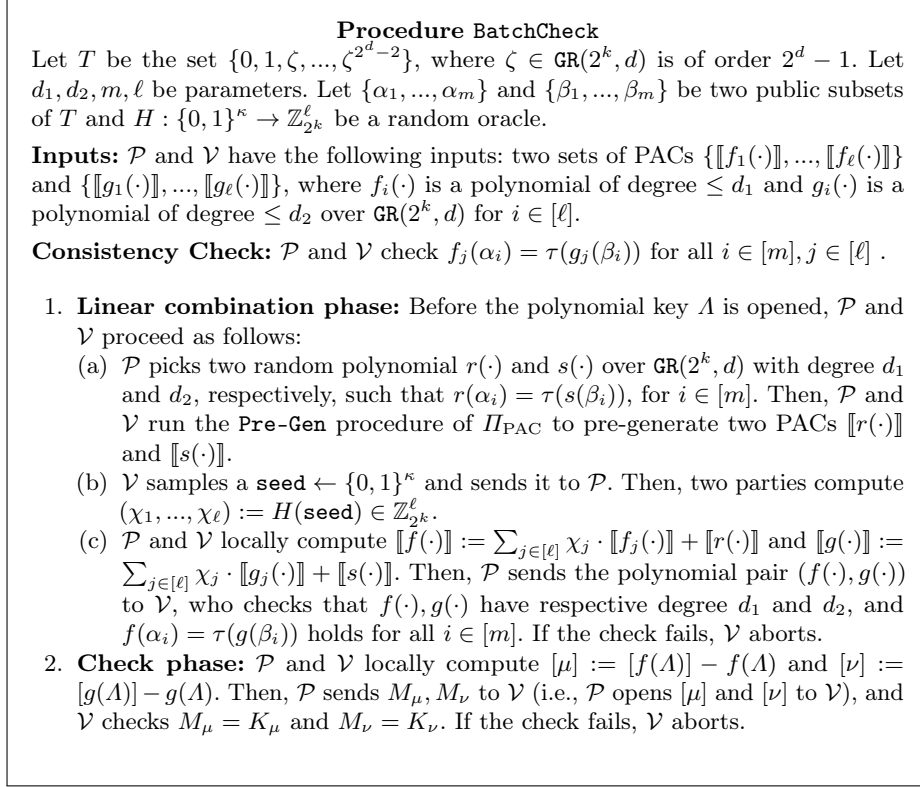 Procedure BatchCheck
Let T be the set {0, 1, ζ, ..., ζ^{2^d−2}}, where ζ ∈ GR(2^k, d) is of order 2^d − 1. Let
d_1, d_2, m, ℓ be parameters. Let {α_1, ..., α_m} and {β_1, ..., β_m} be two public subsets
of T and H : {0, 1}^κ → ℤ^ℓ_{2^k} be a random oracle.
Inputs: 𝒫 and 𝒱 have the following inputs: two sets of PACs {⟦f_1(·)⟧, ..., ⟦f_ℓ(·)⟧}
and {⟦g_1(·)⟧, ..., ⟦g_ℓ(·)⟧}, where f_i(·) is a polynomial of degree ≤ d_1 and g_i(·) is a
polynomial of degree ≤ d_2 over GR(2^k, d) for i ∈ [ℓ].
Consistency Check: 𝒫 and 𝒱 check f_j(α_i) = τ(g_j(β_i)) for all i ∈ [m], j ∈ [ℓ] .
1. Linear combination phase: Before the polynomial key Λ is opened, 𝒫 and
𝒱 proceed as follows:
(a) 𝒫 picks two random polynomial r(·) and s(·) over GR(2^k, d) with degree d_1
and d_2, respectively, such that r(α_i) = τ(s(β_i)), for i ∈ [m]. Then, 𝒫 and
𝒱 run the Pre-Gen procedure of Π_PAC to pre-generate two PACs ⟦r(·)⟧
and ⟦s(·)⟧.
(b) 𝒱 samples a seed ← {0, 1}^κ and sends it to 𝒫. Then, two parties compute
(χ_1, ..., χ_ℓ) := H(seed) ∈ ℤ^ℓ_{2^k}.
(c) 𝒫 and 𝒱 locally compute ⟦f(·)⟧ := ∑_{j∈[ℓ]} χ_j · ⟦f_j(·)⟧ + ⟦r(·)⟧ and ⟦g(·)⟧ :=
∑_{j∈[ℓ]} χ_j · ⟦g_j(·)⟧ + ⟦s(·)⟧. Then, 𝒫 sends the polynomial pair (f(·), g(·))
to 𝒱, who checks that f(·), g(·) have respective degree d_1 and d_2, and
f(α_i) = τ(g(β_i)) holds for all i ∈ [m]. If the check fails, 𝒱 aborts.
2. Check phase: 𝒫 and 𝒱 locally compute [μ] := [f(Λ)] − f(Λ) and [ν] :=
[g(Λ)] − g(Λ). Then, 𝒫 sends M_μ, M_ν to 𝒱 (i.e., 𝒫 opens [μ] and [ν] to 𝒱), and
𝒱 checks M_μ = K_μ and M_ν = K_ν. If the check fails, 𝒱 aborts.